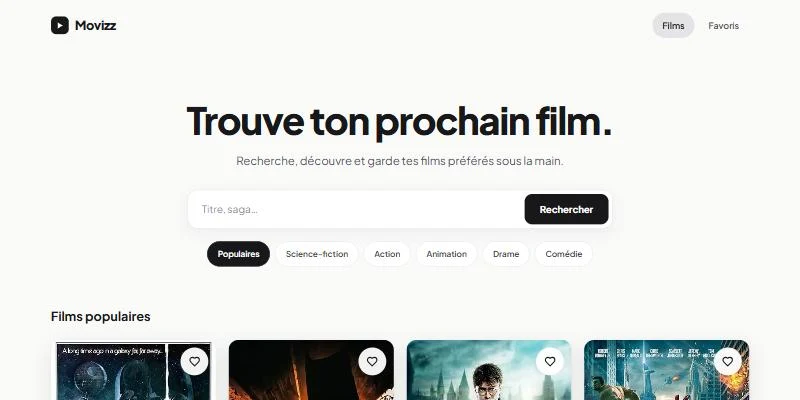 Movizz
Films
Favoris
Trouve ton prochain film.
Recherche, découvre et garde tes films préférés sous la main.
Titre, saga...
Rechercher
Populaires
Science-fiction
Action
Animation
Drame
Comédie
Films populaires
A long time ago in a galaxy far, far away...